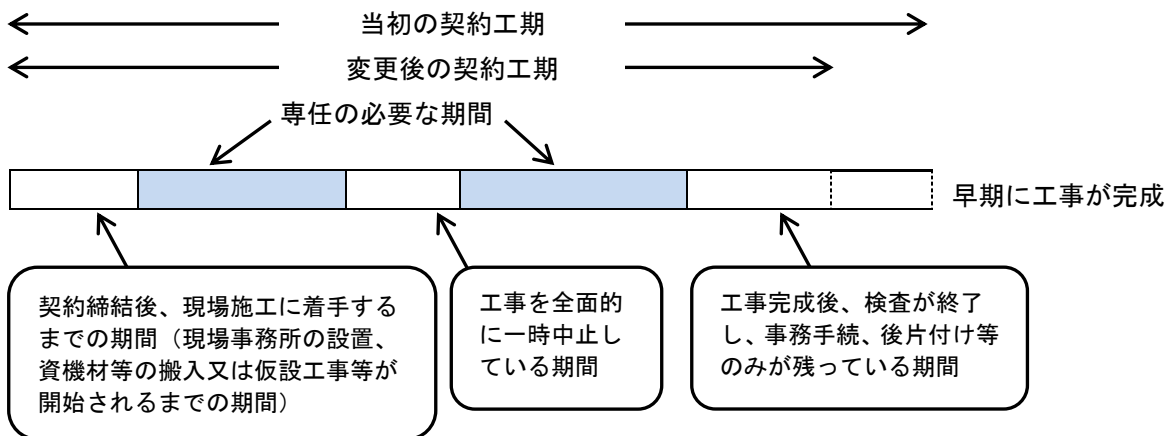 当初の契約工期
変更後の契約工期
専任の必要な期間
早期に工事が完成
契約締結後、現場施工に着手する
までの期間（現場事務所の設置、
資機材等の搬入又は仮設工事等が
開始されるまでの期間）
工事を全面的
に一時中止し
ている期間
工事完成後、検査が終了
し、事務手続、後片付け等
のみが残っている期間